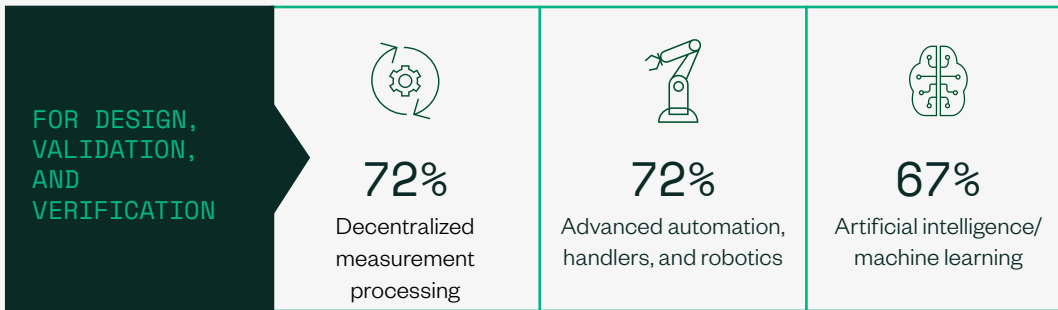 FOR DESIGN,
VALIDATION,
AND
VERIFICATION
72%
Decentralized
measurement
processing
72%
Advanced automation,
handlers, and robotics
67%
Artificial intelligence/
machine learning